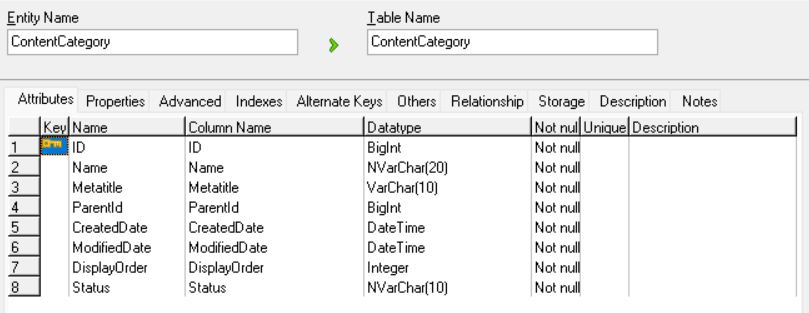 Entity Name Table Name
ContentCategory ContentCategory
Attributes Properties Advanced Indexes Alternate Keys Others Relationship Storage Description Notes
Key Name Column Name Datatype Not nul Unique Description
1 ID ID BigInt Not null
2 Name Name NVarChar(20) Not null
3 Metatitle Metatitle VarChar(10) Not null
4 ParentId ParentId BigInt Not null
5 CreatedDate CreatedDate DateTime Not null
6 ModifiedDate ModifiedDate DateTime Not null
7 DisplayOrder DisplayOrder Integer Not null
8 Status Status NVarChar(10) Not null